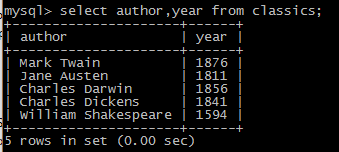 mysql> select author,year from classics;
+---------------------+------+
| author              | year |
+---------------------+------+
| Mark Twain          | 1876 |
| Jane Austen         | 1811 |
| Charles Darwin      | 1856 |
| Charles Dickens     | 1841 |
| William Shakespeare | 1594 |
+---------------------+------+
5 rows in set (0.00 sec)